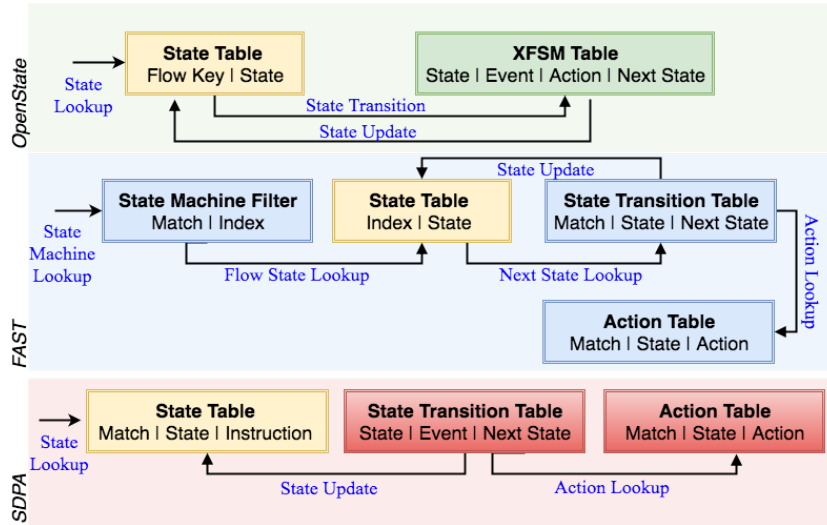 OpenState
State
Lookup
State Table
Flow Key | State
XFSM Table
State | Event | Action | Next State
State Transition
State Update
FAST
State
Machine
Lookup
State Machine Filter
Match | Index
State Table
Index | State
State Update
State Transition Table
Match | State | Next State
Flow State Lookup
Next State Lookup
Action Lookup
Action Table
Match | State | Action
SDPA
State
Lookup
State Table
Match | State | Instruction
State Transition Table
State | Event | Next State
Action Table
Match | State | Action
State Update
Action Lookup